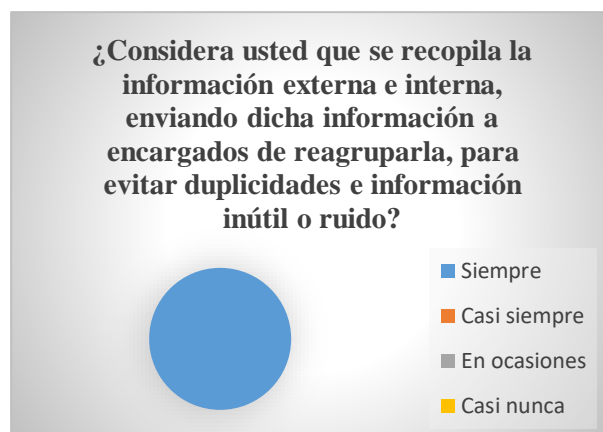 ¿Considera usted que se recopila la
información externa e interna,
enviando dicha información a
encargados de reagruparla, para
evitar duplicidades e información
inútil o ruido?
Siempre
Casi siempre
En ocasiones
Casi nunca